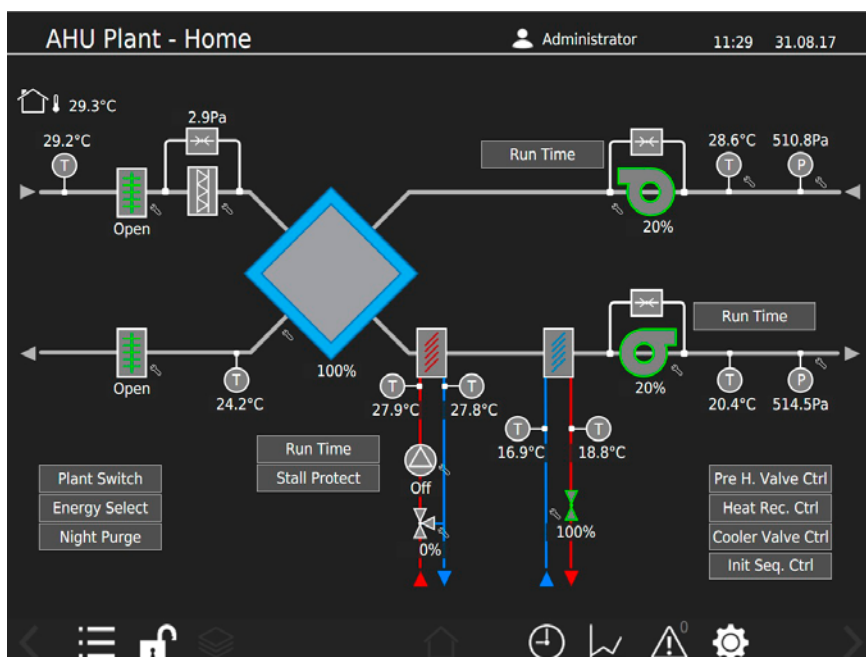 AHU Plant - Home
Administrator
11:29 31.08.17
29.3°C
2.9Pa
29.2°C
T
Open
Run Time
28.6°C
510.8Pa
T
P
20%
Open
T
24.2°C
100%
Run Time
20%
T
P
20.4°C
514.5Pa
T
T
27.9°C
27.8°C
T
T
16.9°C
18.8°C
Run Time
Stall Protect
Off
0%
100%
Plant Switch
Energy Select
Night Purge
Pre H. Valve Ctrl
Heat Rec. Ctrl
Cooler Valve Ctrl
Init Seq. Ctrl
0